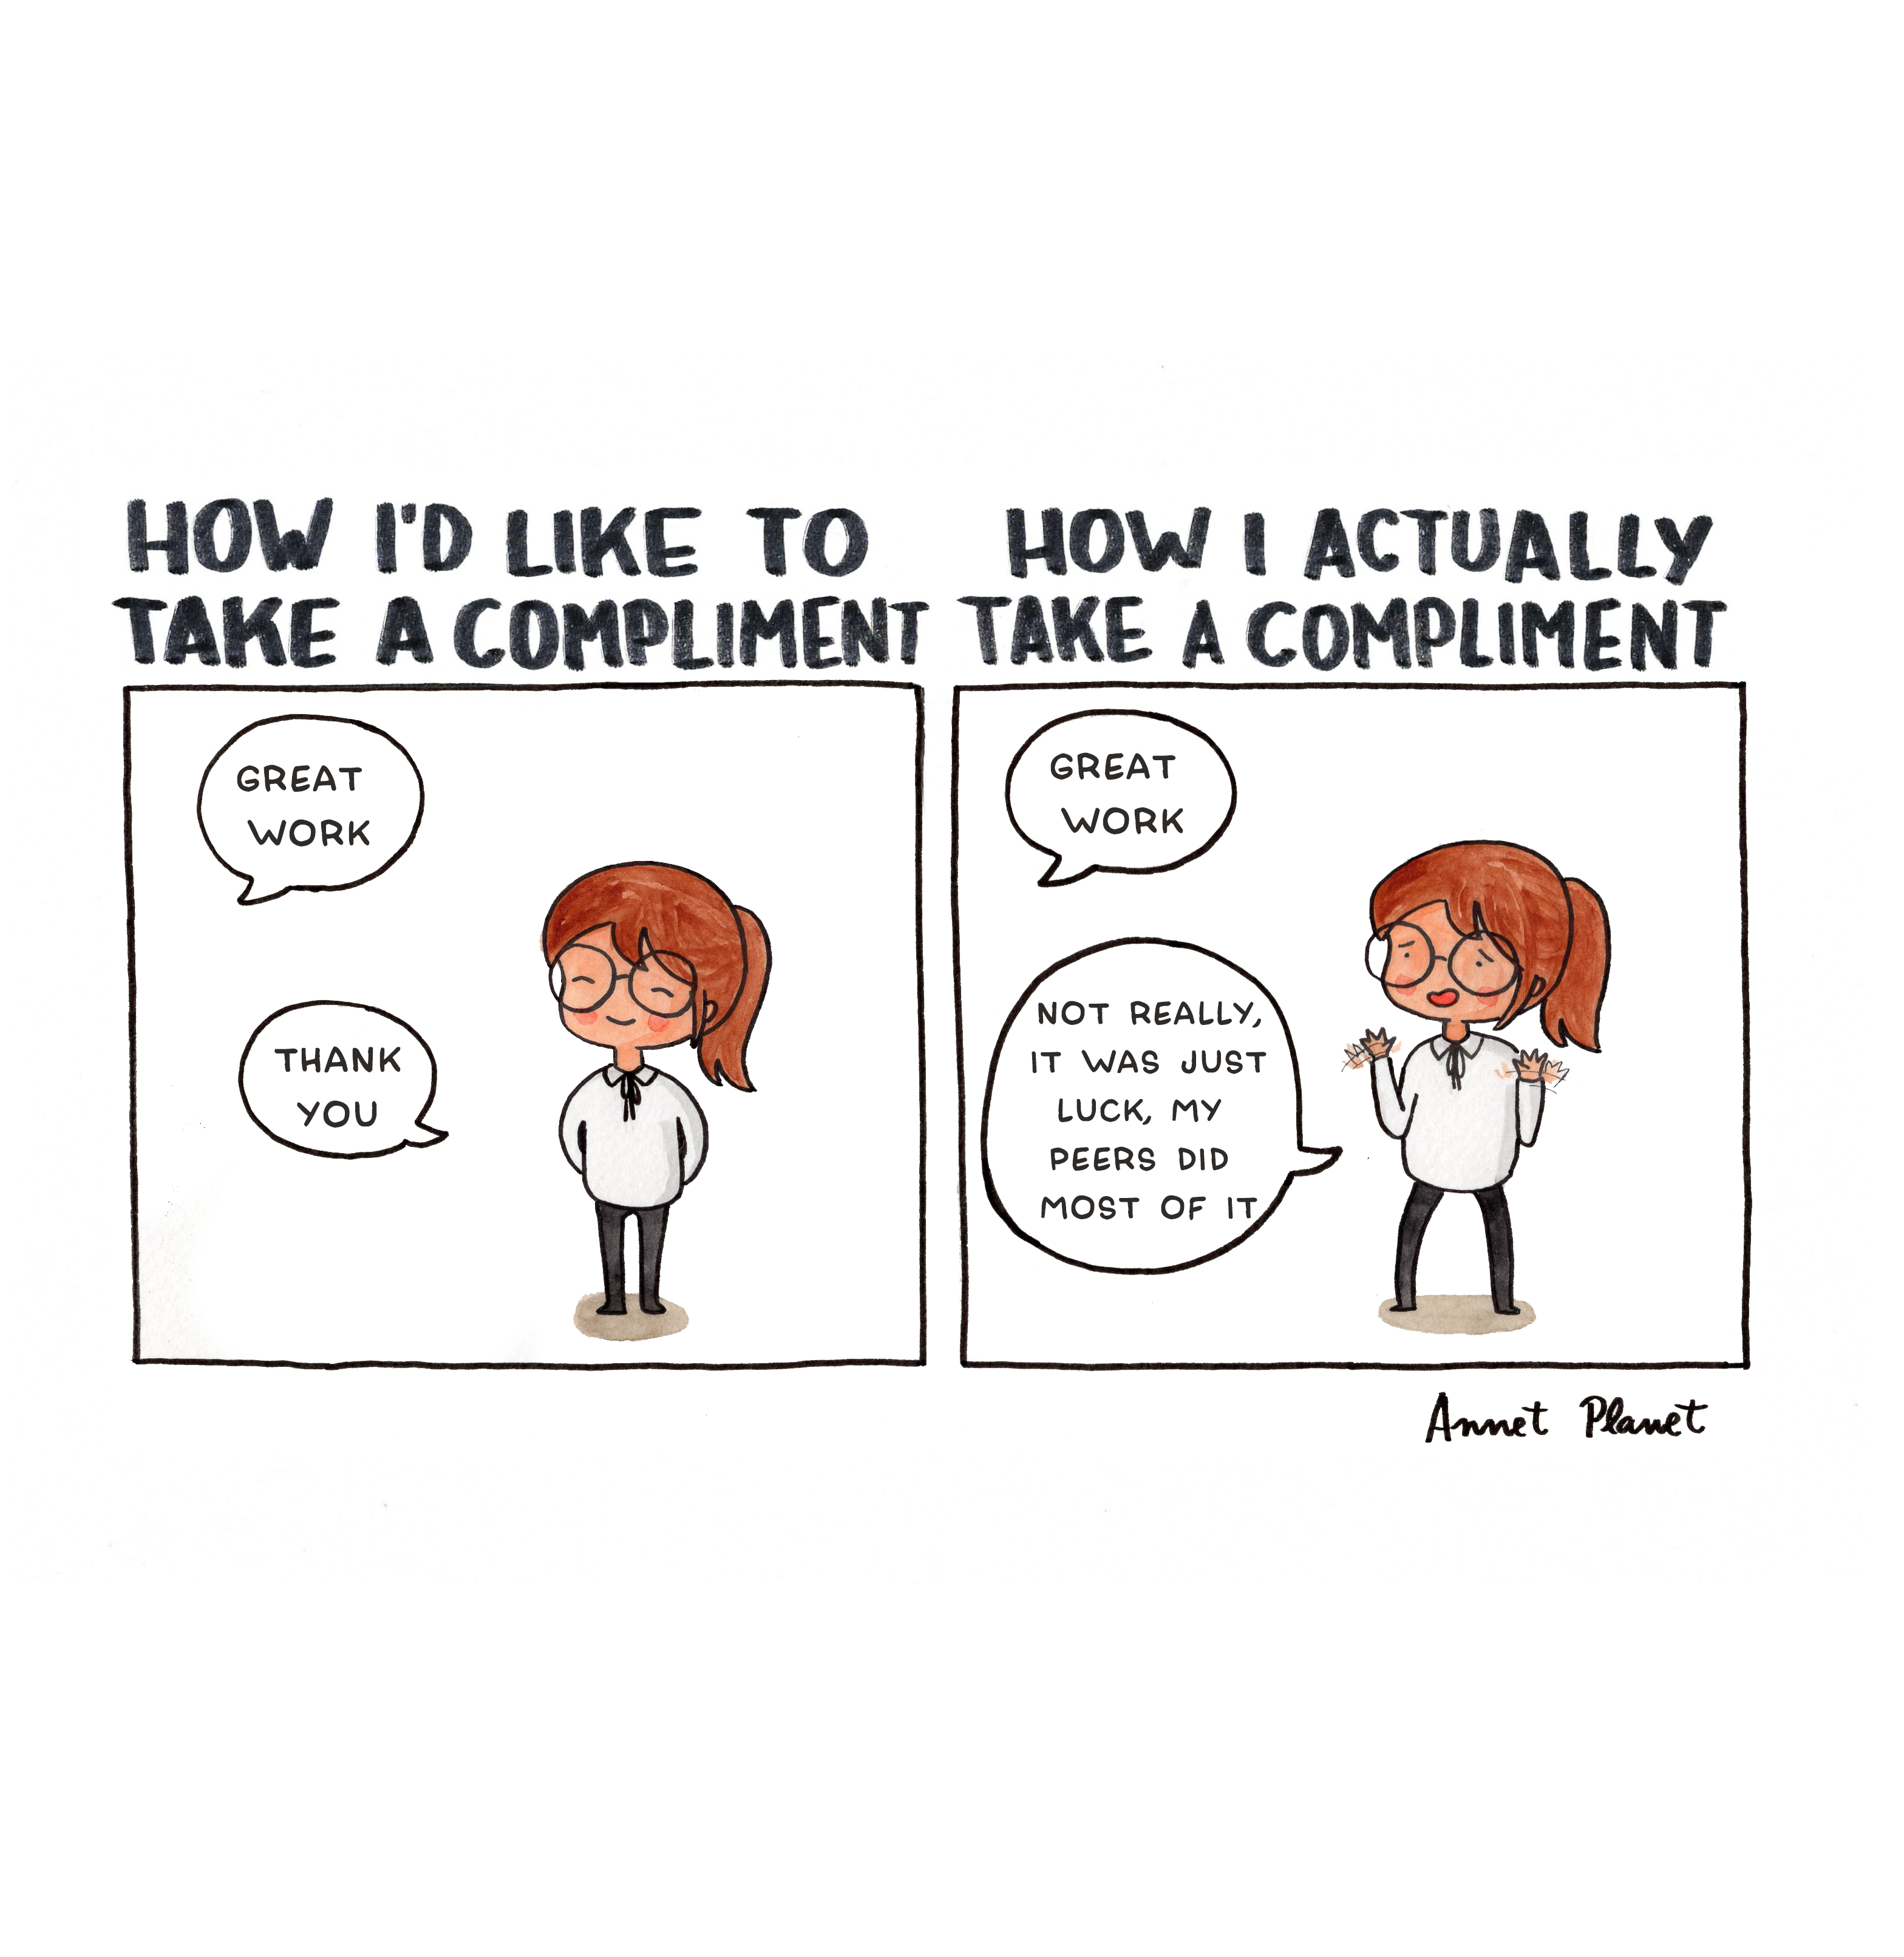 HOW I'D LIKE TO
TAKE A COMPLIMENT
GREAT
WORK
THANK
YOU
HOW I ACTUALLY
TAKE A COMPLIMENT
GREAT
WORK
NOT REALLY,
IT WAS JUST
LUCK, MY
PEERS DID
MOST OF IT
Annet Planet